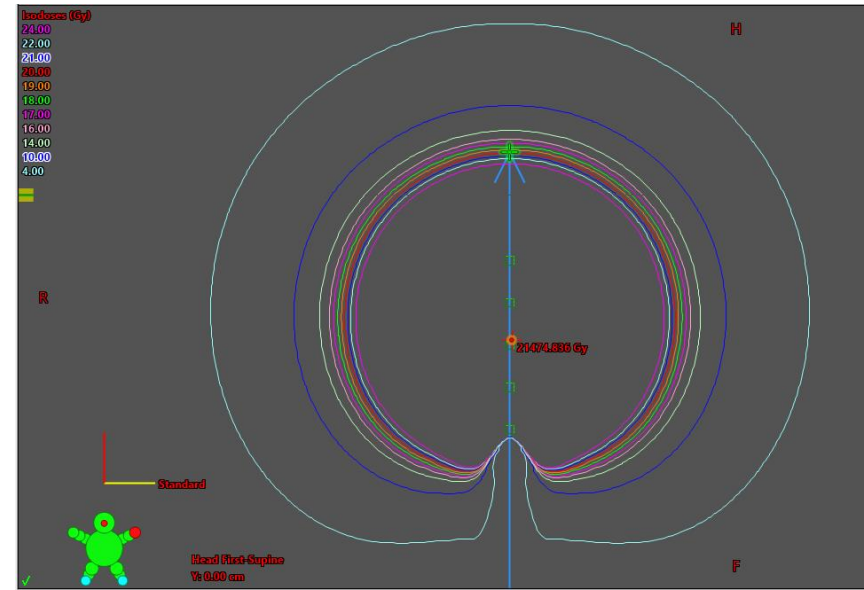 Isodoses (Gy)
24.00
22.00
21.00
20.00
19.00
18.00
17.00
16.00
14.00
10.00
4.00
H
R
21474.836 Gy
Standard
Head First-Supine
Y: 0.00 cm
F